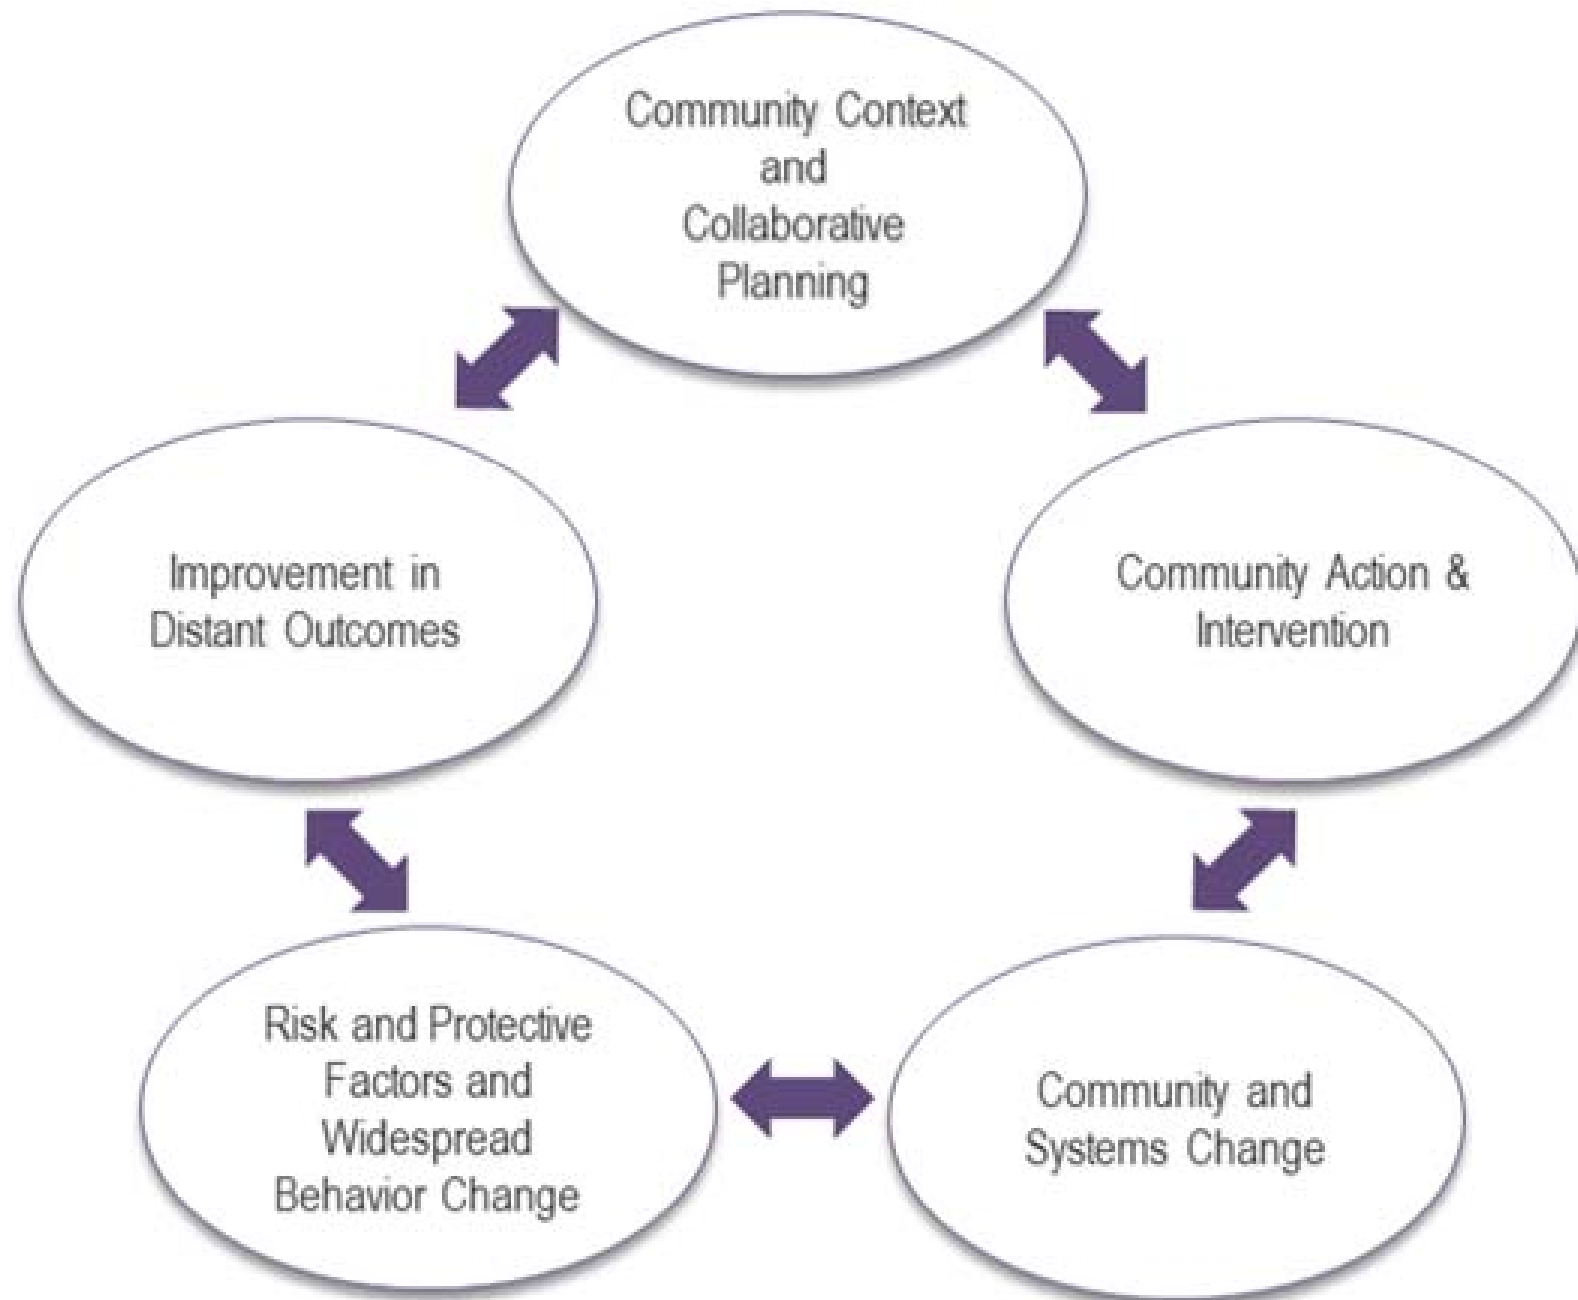 Community Context
and
Collaborative
Planning
Community Action &
Intervention
Community and
Systems Change
Risk and Protective
Factors and
Widespread
Behavior Change
Improvement in
Distant Outcomes